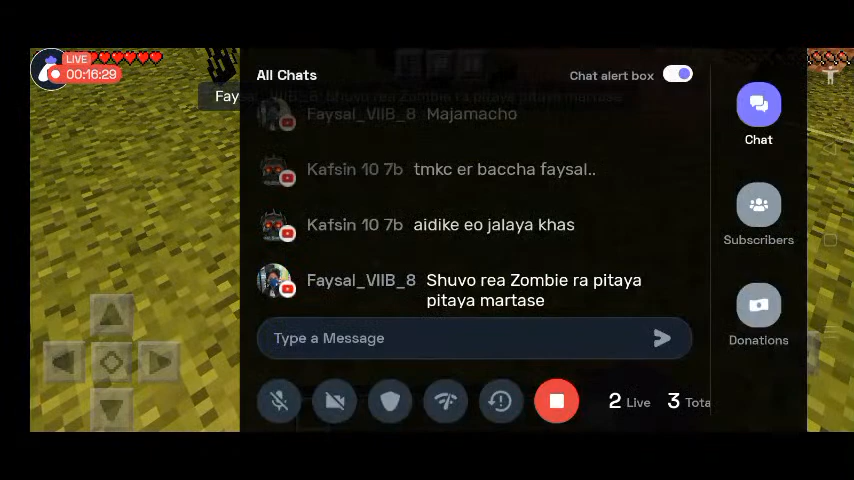 LIVE
00:16:29
All Chats
Chat alert box
Fay
Faysal_VIIB_8 Majamacho
Chat
Kafsin 10 7b tmkc er baccha faysal..
Kafsin 10 7b aidike eo jalaya khas
Subscribers
Faysal_VIIB_8 Shuvo rea Zombie ra pitaya
pitaya martase
Type a Message
Donations
2 Live 3 Tota